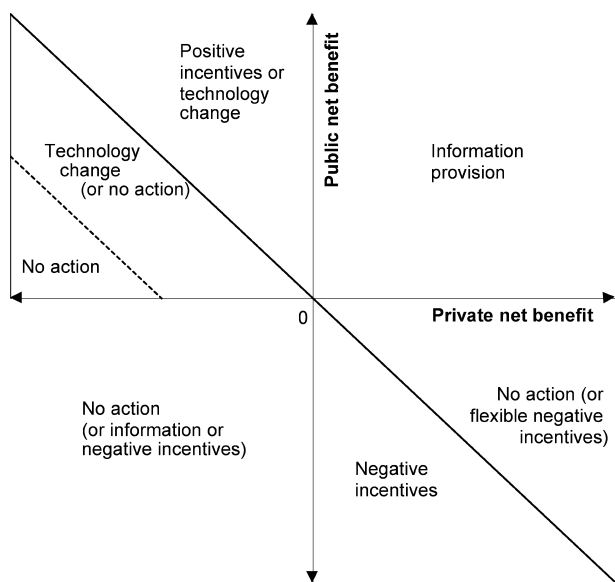 Positive
incentives or
technology
change
Public net benefit
Technology
change
(or no action)
Information
provision
No action
0
Private net benefit
No action
(or information or
negative incentives)
No action (or
flexible negative
incentives)
Negative
incentives